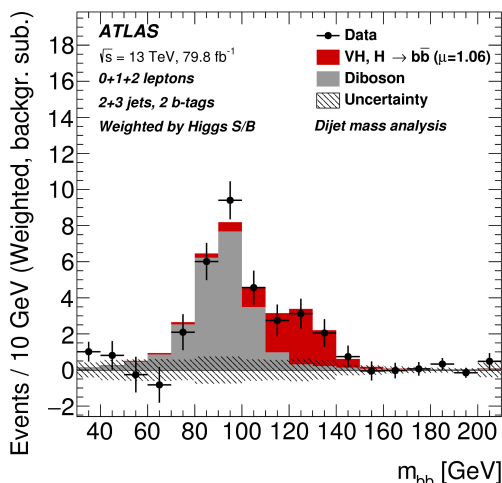 ATLAS
√s = 13 TeV, 79.8 fb⁻¹
0+1+2 leptons
2+3 jets, 2 b-tags
Weighted by Higgs S/B
Data
VH, H → bb̄ (μ=1.06)
Diboson
Uncertainty
Dijet mass analysis
Events / 10 GeV (Weighted, backgr. sub.)
18
16
14
12
10
8
6
4
2
0
−2
40 60 80 100 120 140 160 180 200
m_bb [GeV]